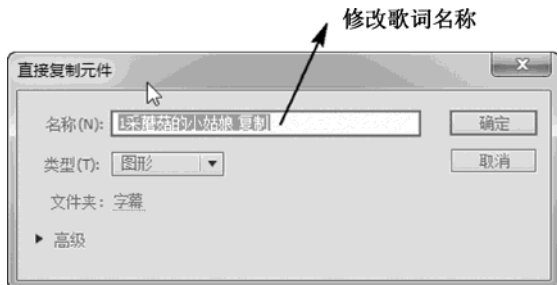 修改歌词名称
直接复制元件
名称(N): 1采蘑菇的小姑娘 复制
确定
类型(T): 图形
取消
文件夹: 字幕
高级